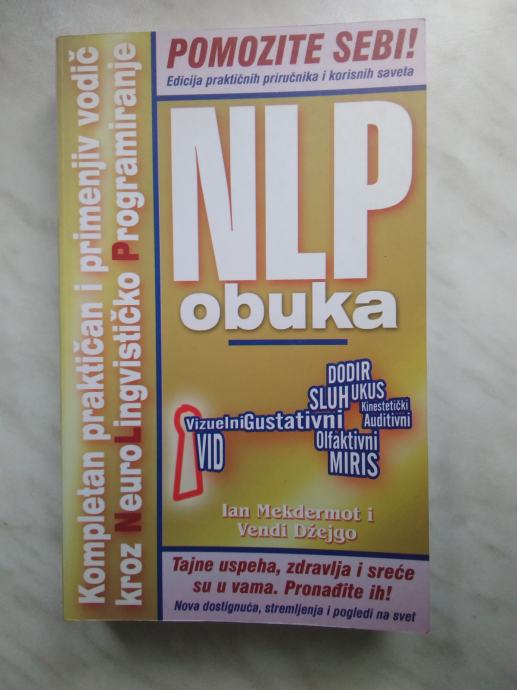 POMOZITE SEBI!
Edicija praktičnih priručnika i korisnih saveta
Kompletan praktičan i primenjiv vodič
kroz NeuroLingvističko Programiranje
NLP
obuka
DODIR
SLUH UKUS
Kinestetički
Vizuelni Gustativni Auditivni
VID Olfaktivni
MIRIS
Ian Mekdermot i
Vendi Džejgo
Tajne uspeha, zdravlja i sreće
su u vama. Pronađite ih!
Nova dostignuća, stremljenja i pogledi na svet